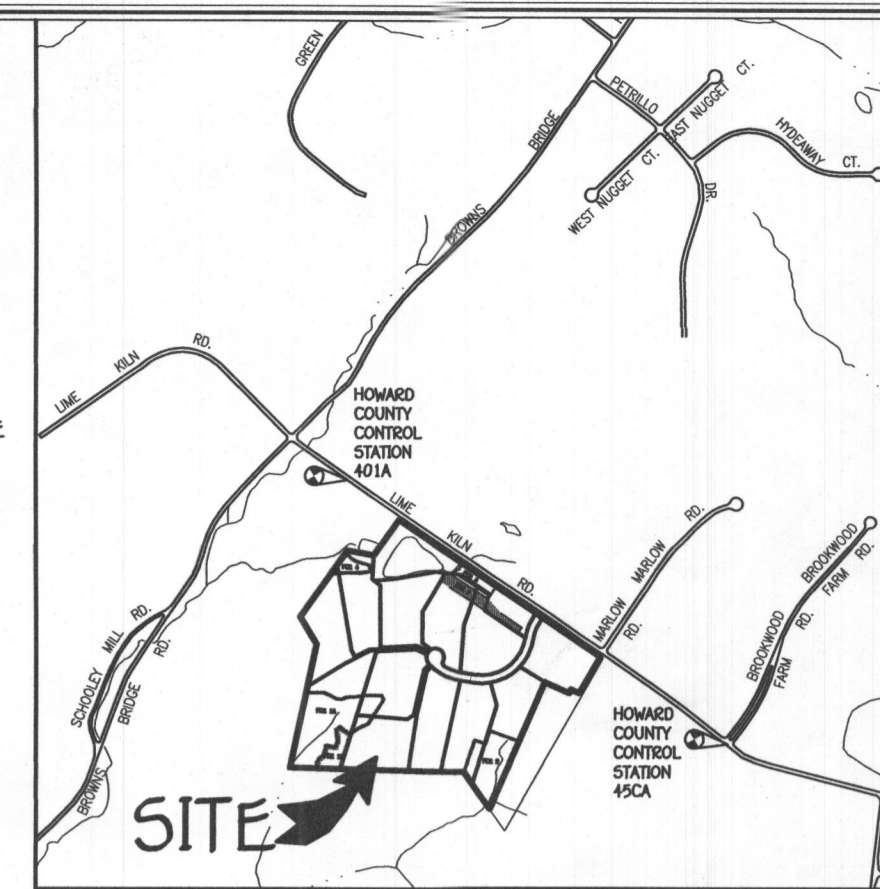 GREEN
PETRILLO
EAST NUGGET CT.
BRIDGE
HYDEAWAY CT.
WEST NUGGET CT.
DR.
BROWNS
LIME KILN RD.
HOWARD
COUNTY
CONTROL
STATION
401A
LIME KILN RD.
MARLOW RD.
BROOKWOOD
FARM RD.
MARLOW
RD.
SCHOOLEY MILL RD.
BROWNS BRIDGE RD.
BROOKWOOD
FARM RD.
HOWARD
COUNTY
CONTROL
STATION
45CA
SITE